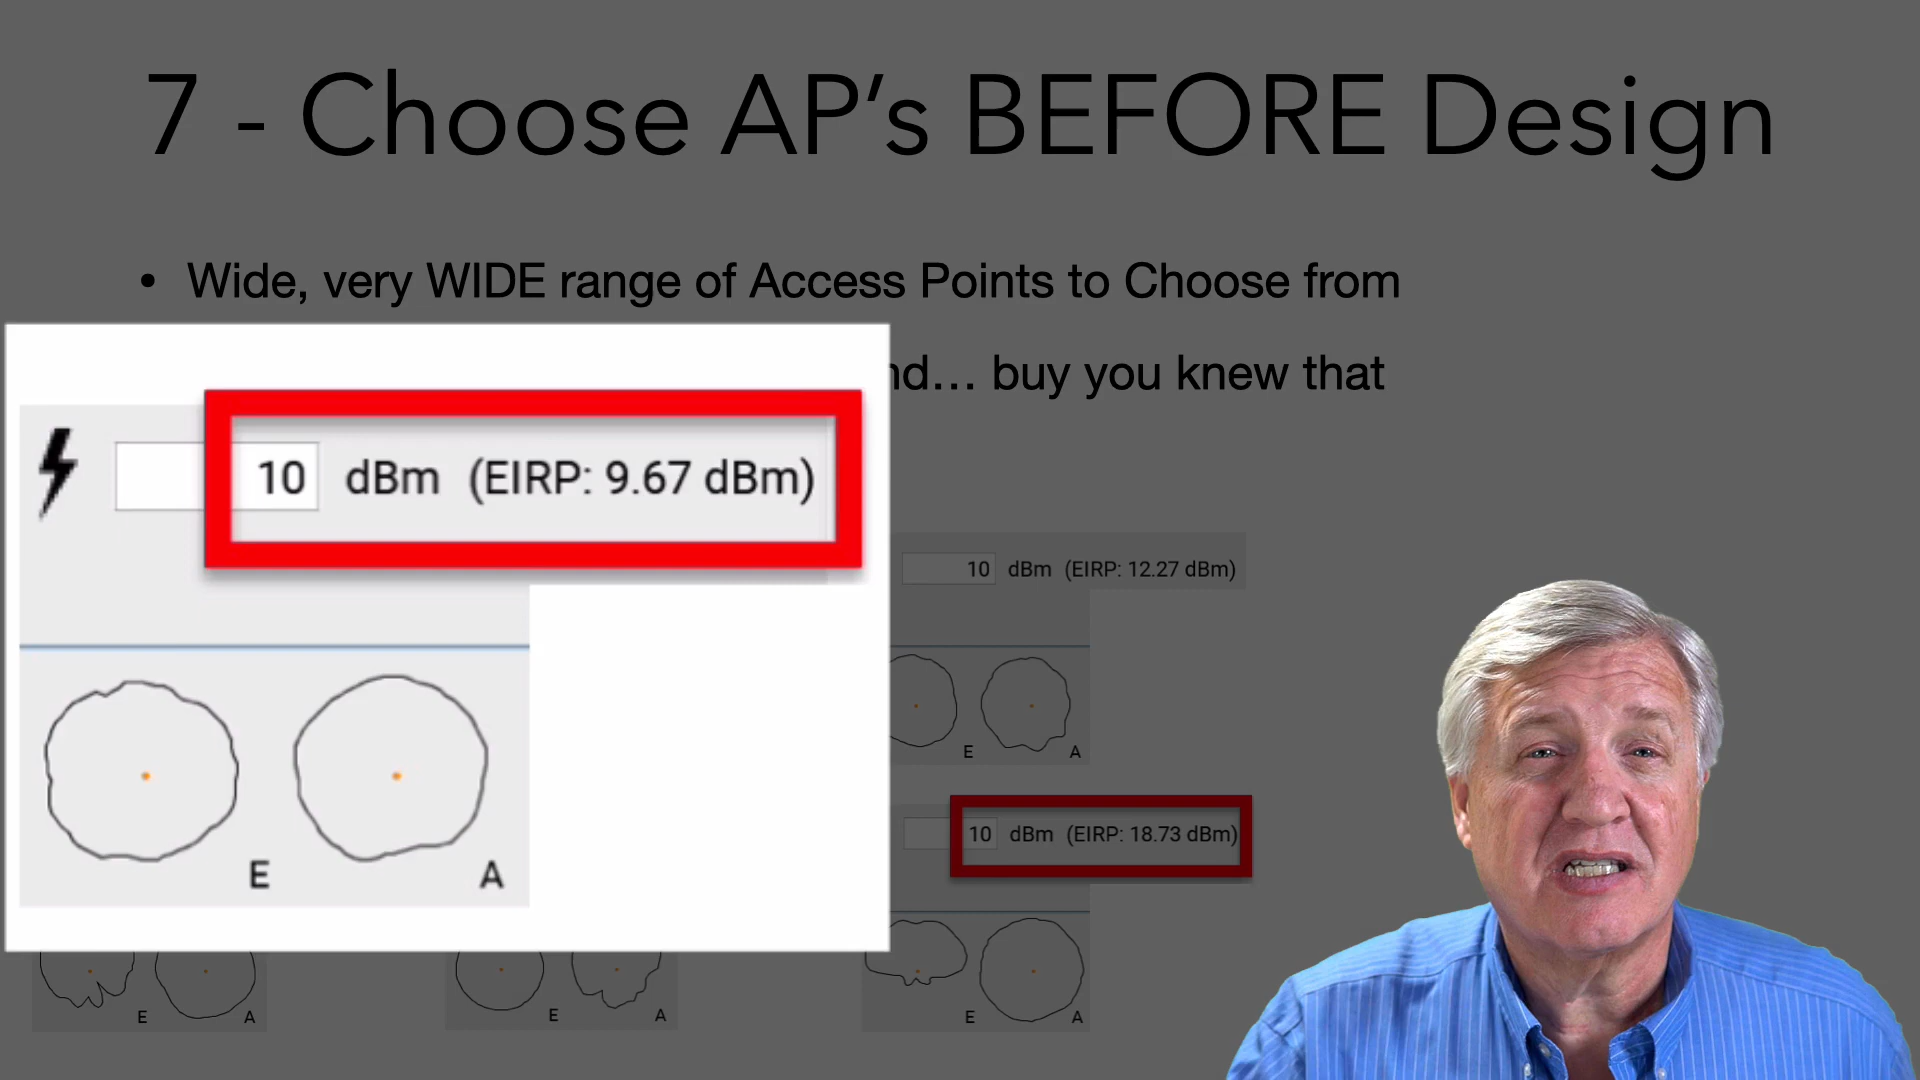 7 - Choose AP’s BEFORE Design
• Wide, very WIDE range of Access Points to Choose from
nd… buy you knew that
10 dBm (EIRP: 9.67 dBm)
10 dBm (EIRP: 12.27 dBm)
E A
E A
10 dBm (EIRP: 18.73 dBm)
E A E A E A